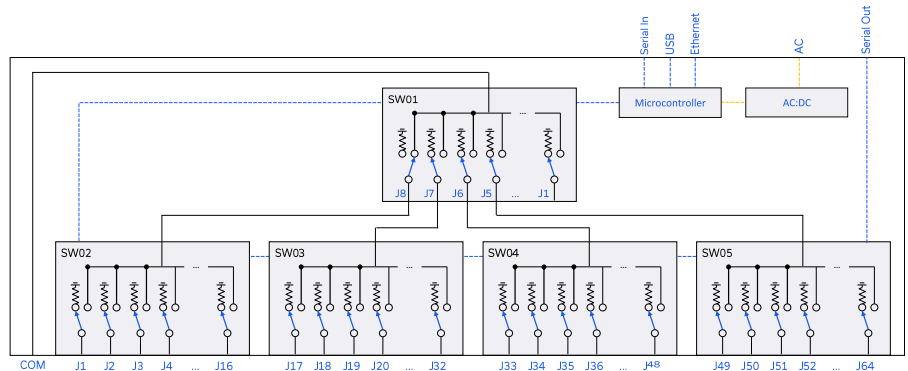 Serial In
USB
Ethernet
AC
Serial Out
SW01
Microcontroller
AC:DC
...
J8 J7 J6 J5 ... J1
SW02
SW03
SW04
SW05
... ... ... ...
COM J1 J2 J3 J4 ... J16 J17 J18 J19 J20 ... J32 J33 J34 J35 J36 ... J48 J49 J50 J51 J52 ... J64